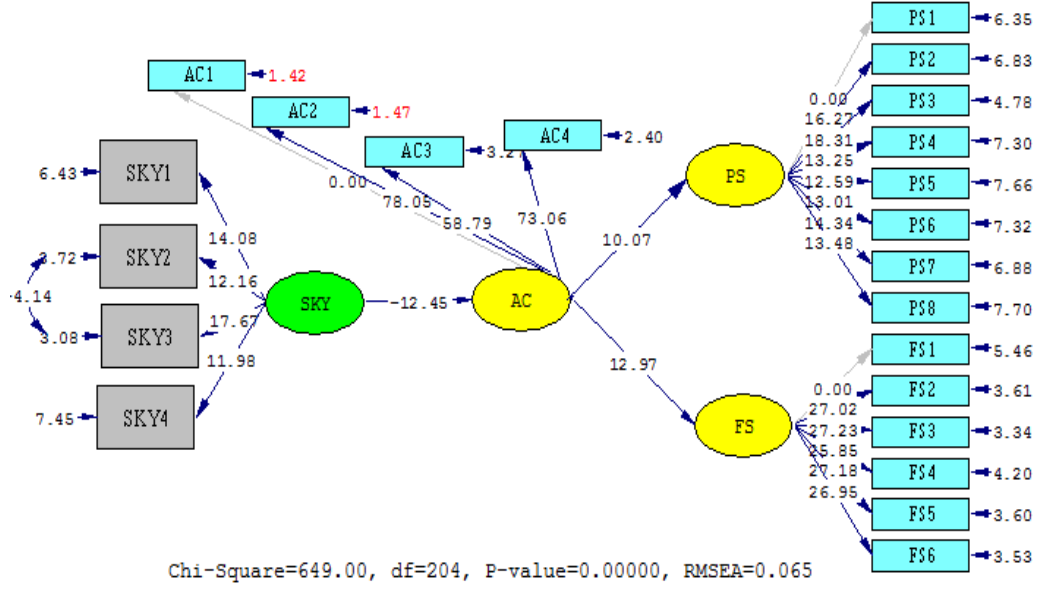 PS1 6.35
PS2 6.83
AC1 1.42
PS3 4.78
0.00
AC2 1.47
16.27
AC4 2.40
PS4 7.30
18.31
AC3
13.25
SKY1
6.43
PS
PS5 7.66
12.59
0.00
13.01
78.05
58.79
73.06
PS6 7.32
14.34
14.08
10.07
13.48
SKY2
PS7 6.88
12.16
SKY
-12.45
AC
PS8 7.70
SKY3
17.67
3.08
FS1 5.46
11.98
12.97
0.00
FS2 3.61
27.02
SKY4
7.45
FS
FS3 3.34
27.23
25.85
27.18
FS4 4.20
26.95
FS5 3.60
FS6 3.53
Chi-Square=649.00, df=204, P-value=0.00000, RMSEA=0.065